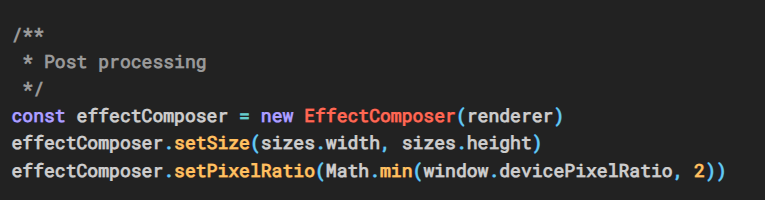 /**
 * Post processing
 */
const effectComposer = new EffectComposer(renderer)
effectComposer.setSize(sizes.width, sizes.height)
effectComposer.setPixelRatio(Math.min(window.devicePixelRatio, 2))